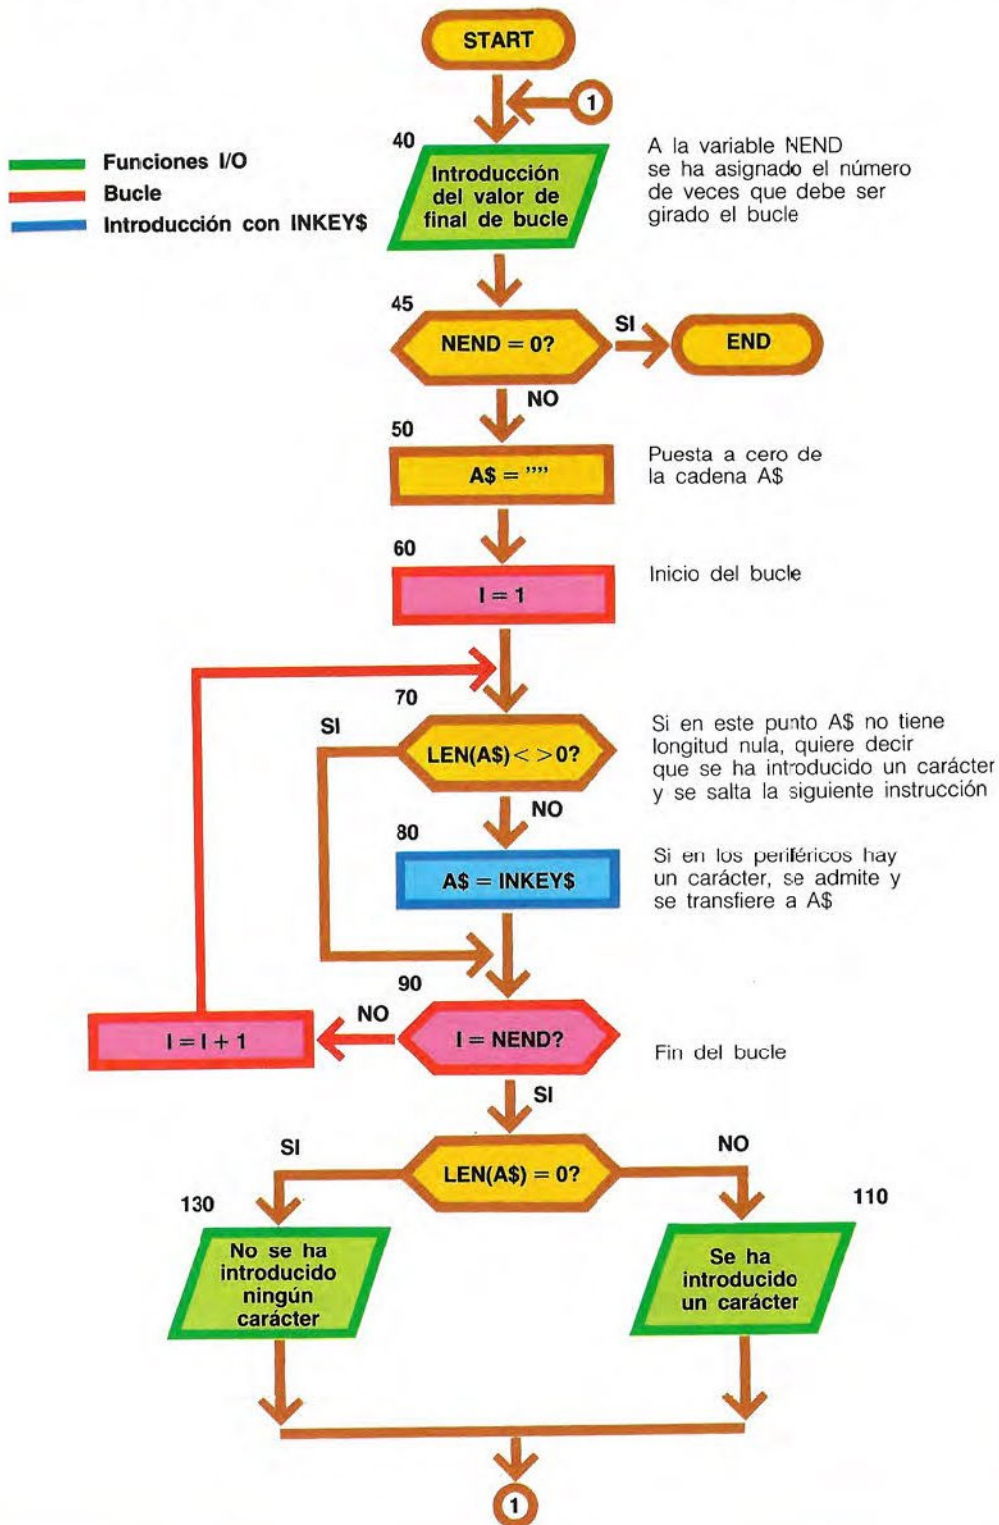 START
1
40
Introducción
del valor de
final de bucle
A la variable NEND
se ha asignado el número
de veces que debe ser
girado el bucle
Funciones I/O
Bucle
Introducción con INKEY$
45
NEND = 0?
SI
END
NO
50
A$ = ””
Puesta a cero de
la cadena A$
60
I = 1
Inicio del bucle
70
SI
LEN(A$) < > 0?
Si en este punto A$ no tiene
longitud nula, quiere decir
que se ha introducido un carácter
y se salta la siguiente instrucción
NO
80
A$ = INKEY$
Si en los periféricos hay
un carácter, se admite y
se transfiere a A$
90
I = I + 1
NO
I = NEND?
Fin del bucle
SI
SI
LEN(A$) = 0?
NO
130
No se ha
introducido
ningún
carácter
110
Se ha
introducido
un carácter
1